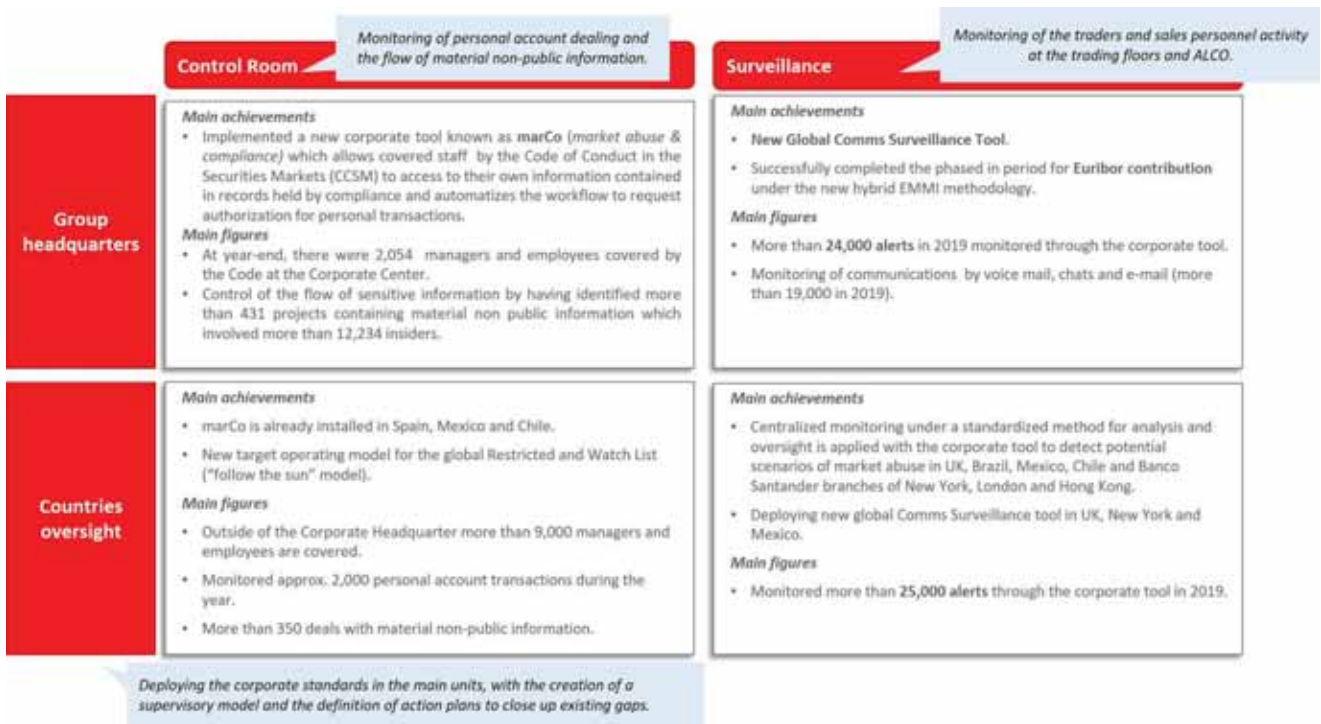 Control Room
Monitoring of personal account dealing and
the flow of material non-public information.
Surveillance
Monitoring of the traders and sales personnel activity
at the trading floors and ALCO.
Group
headquarters
Main achievements
• Implemented a new corporate tool known as marCo (market abuse &
compliance) which allows covered staff by the Code of Conduct in the
Securities Markets (CCSM) to access to their own information contained
in records held by compliance and automatizes the workflow to request
authorization for personal transactions.
Main figures
• At year-end, there were 2,054 managers and employees covered by
the Code at the Corporate Center.
• Control of the flow of sensitive information by having identified more
than 431 projects containing material non public information which
involved more than 12,234 insiders.
Main achievements
• New Global Comms Surveillance Tool.
• Successfully completed the phased in period for Euribor contribution
under the new hybrid EMMI methodology.
Main figures
• More than 24,000 alerts in 2019 monitored through the corporate tool.
• Monitoring of communications by voice mail, chats and e-mail (more
than 19,000 in 2019).
Countries
oversight
Main achievements
• marCo is already installed in Spain, Mexico and Chile.
• New target operating model for the global Restricted and Watch List
("follow the sun" model).
Main figures
• Outside of the Corporate Headquarter more than 9,000 managers and
employees are covered.
• Monitored approx. 2,000 personal account transactions during the
year.
• More than 350 deals with material non-public information.
Main achievements
• Centralized monitoring under a standardized method for analysis and
oversight is applied with the corporate tool to detect potential
scenarios of market abuse in UK, Brazil, Mexico, Chile and Banco
Santander branches of New York, London and Hong Kong.
• Deploying new global Comms Surveillance tool in UK, New York and
Mexico.
Main figures
• Monitored more than 25,000 alerts through the corporate tool in 2019.
Deploying the corporate standards in the main units, with the creation of a
supervisory model and the definition of action plans to close up existing gaps.